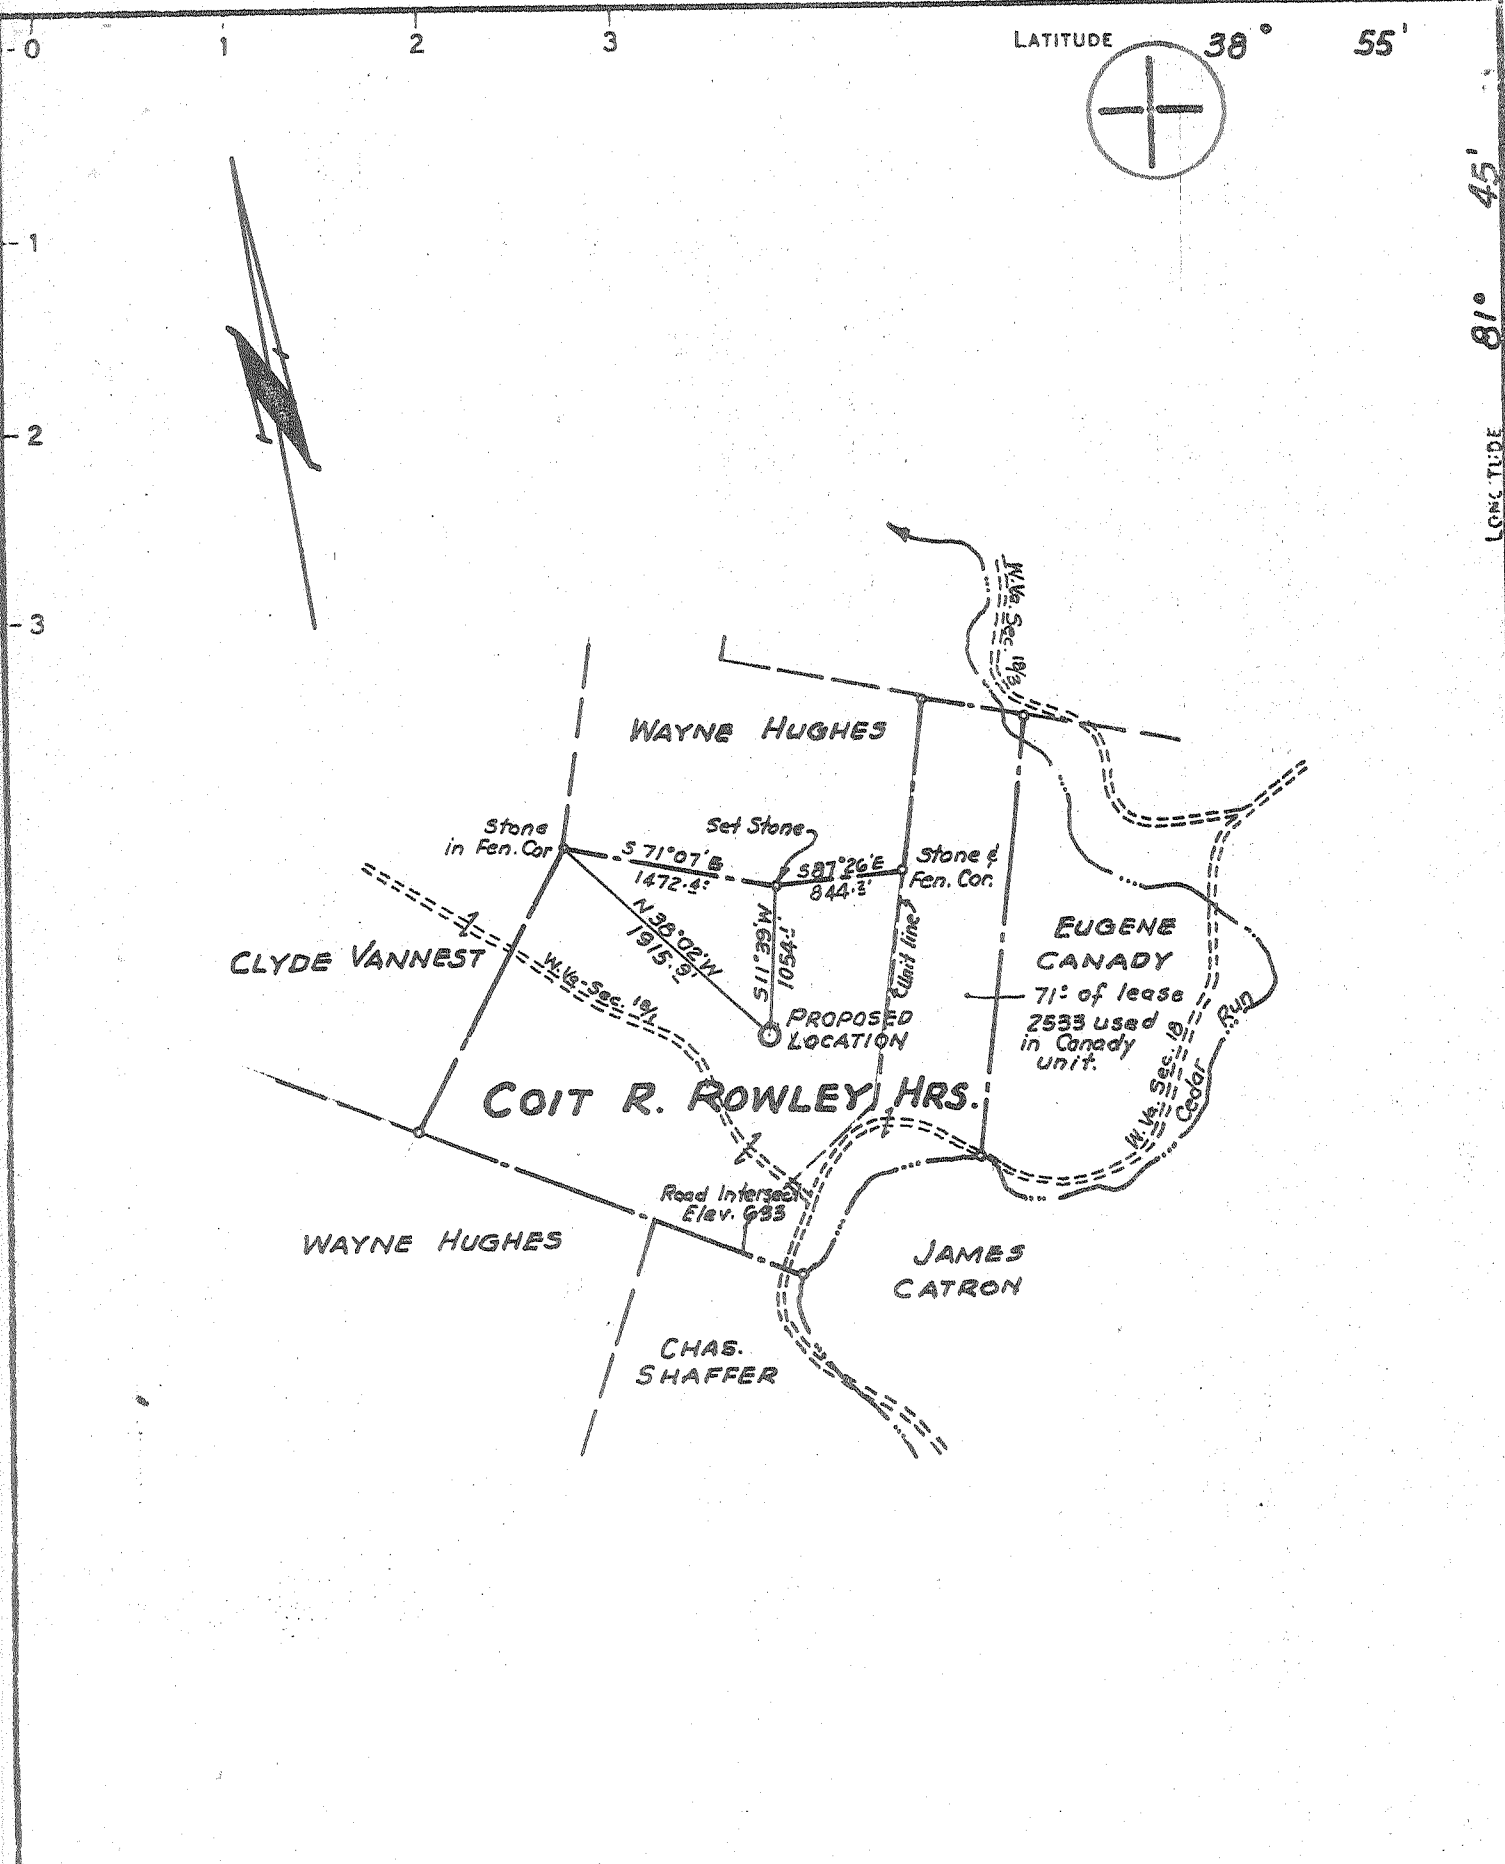 0
1
2
3
LATITUDE 38° 55'
1
2
3
LONGITUDE 81° 45'
W. Va. Sec. 18/3
WAYNE HUGHES
Stone
in Fen. Cor
Set Stone
S 71°07' E
1472.4'
S 87°26' E
844.3'
Stone &
Fen. Cor.
N 38°02' W
1915.9'
S 11°39' W
1054.1'
Unit line
CLYDE VANNEST
W. Va. Sec. 18/1
EUGENE
CANADY
71± of lease
2533 used
in Canady
unit.
PROPOSED
LOCATION
COIT R. ROWLEY HRS.
W. Va. Sec. 18
Cedar Run
Road Intersect
Elev. 633
WAYNE HUGHES
JAMES
CATRON
CHAS.
SHAFFER